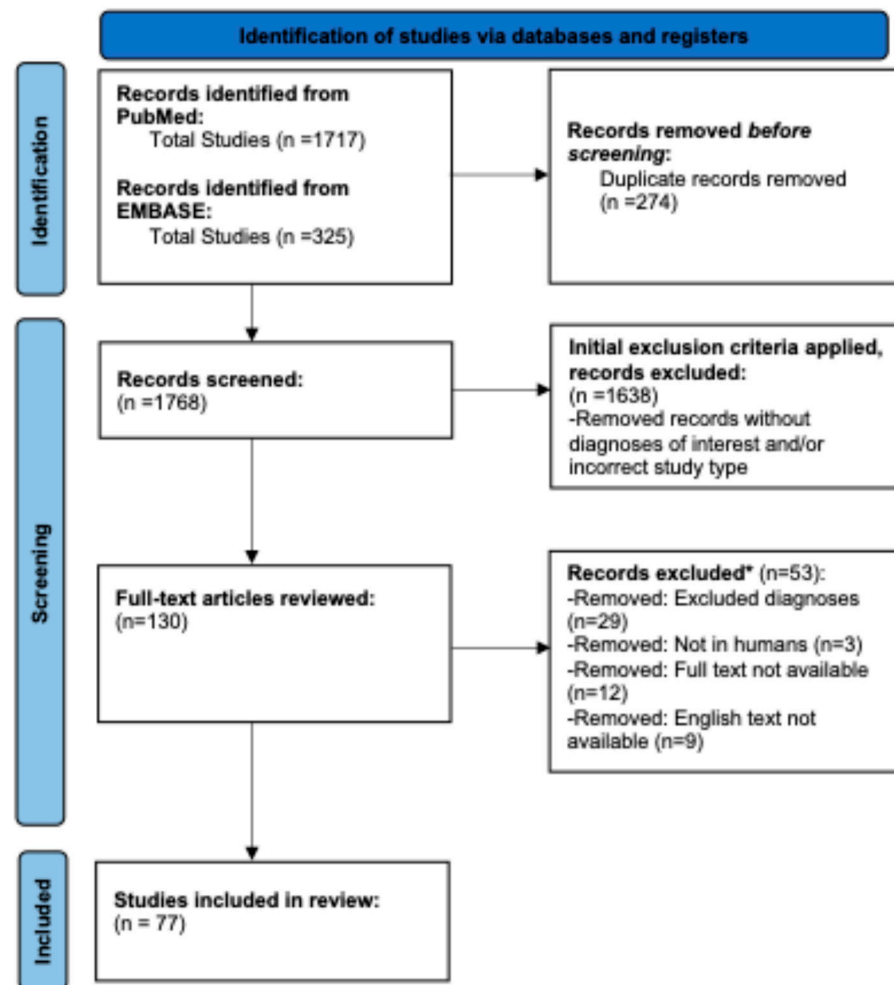 Identification of studies via databases and registers
Identification
Records identified from
PubMed:
Total Studies (n =1717)
Records identified from
EMBASE:
Total Studies (n =325)
Records removed before
screening:
Duplicate records removed
(n =274)
Screening
Records screened:
(n =1768)
Initial exclusion criteria applied,
records excluded:
(n =1638)
-Removed records without
diagnoses of interest and/or
incorrect study type
Full-text articles reviewed:
(n=130)
Records excluded* (n=53):
-Removed: Excluded diagnoses
(n=29)
-Removed: Not in humans (n=3)
-Removed: Full text not available
(n=12)
-Removed: English text not
available (n=9)
Included
Studies included in review:
(n = 77)